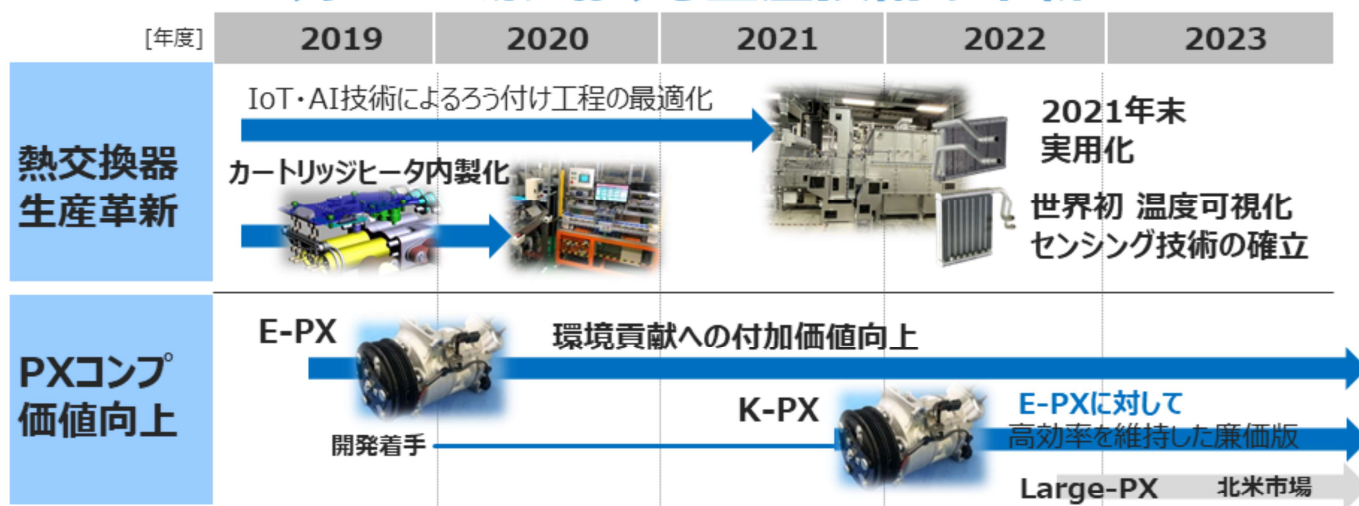 [年度] 2019 2020 2021 2022 2023
熱交換器
生産革新
IoT・AI技術によるろう付け工程の最適化
カートリッジヒータ内製化
2021年末
実用化
世界初 温度可視化
センシング技術の確立
PXコンプ
価値向上
E-PX
環境貢献への付加価値向上
開発着手
K-PX
E-PXに対して
高効率を維持した廉価版
Large-PX 北米市場